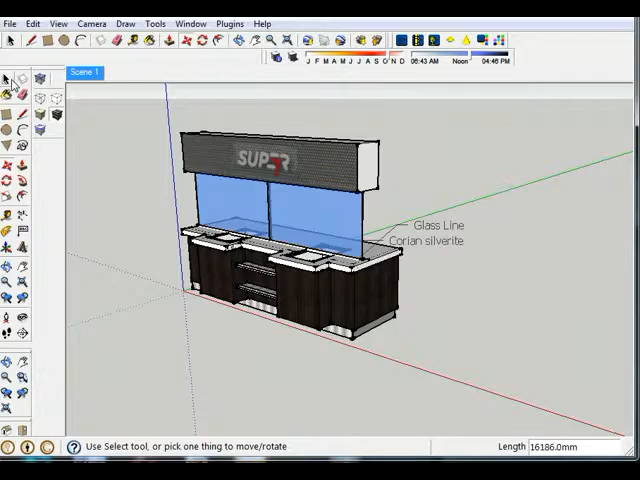 File Edit View Camera Draw Tools Window Plugins Help
J F M A M J J A S O N D 06:43 AM Noon 04:46 PM
Scene 1
SUPER
7
Glass Line
Corian silverite
Use Select tool, or pick one thing to move/rotate Length 16186.0mm